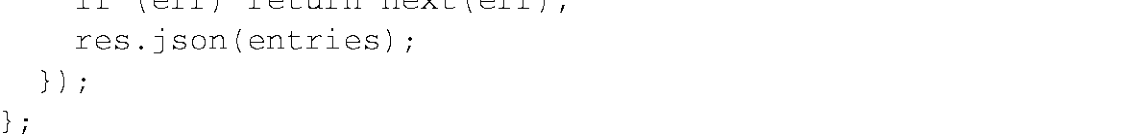 if (err) return next(err);
    res.json(entries);
  });
};